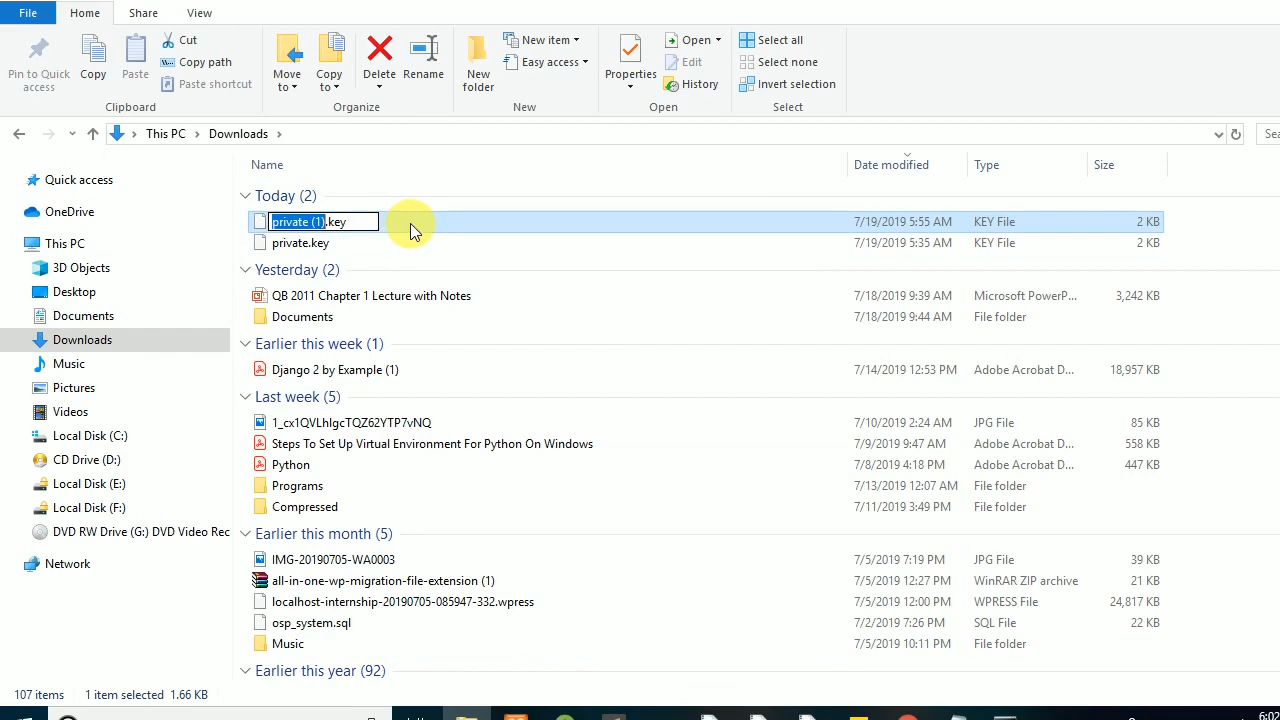 File Home Share View
Pin to Quick access
Copy
Paste
Cut
Copy path
Paste shortcut
Clipboard
Move to
Copy to
Delete
Rename
Organize
New folder
New item
Easy access
New
Properties
Open
Edit
History
Open
Select all
Select none
Invert selection
Select
This PC Downloads
Sea
Name Date modified Type Size
Quick access
OneDrive
This PC
3D Objects
Desktop
Documents
Downloads
Music
Pictures
Videos
Local Disk (C:)
CD Drive (D:)
Local Disk (E:)
Local Disk (F:)
DVD RW Drive (G:) DVD Video Rec
Network
Today (2)
private (1).key 7/19/2019 5:55 AM KEY File 2 KB
private.key 7/19/2019 5:35 AM KEY File 2 KB
Yesterday (2)
QB 2011 Chapter 1 Lecture with Notes 7/18/2019 9:39 AM Microsoft PowerP... 3,242 KB
Documents 7/18/2019 9:44 AM File folder
Earlier this week (1)
Django 2 by Example (1) 7/14/2019 12:53 PM Adobe Acrobat D... 18,957 KB
Last week (5)
1_cx1QVLhIgcTQZ62YTP7vNQ 7/10/2019 2:24 AM JPG File 85 KB
Steps To Set Up Virtual Environment For Python On Windows 7/9/2019 9:47 AM Adobe Acrobat D... 558 KB
Python 7/8/2019 4:18 PM Adobe Acrobat D... 447 KB
Programs 7/13/2019 12:07 AM File folder
Compressed 7/11/2019 3:49 PM File folder
Earlier this month (5)
IMG-20190705-WA0003 7/5/2019 7:19 PM JPG File 39 KB
all-in-one-wp-migration-file-extension (1) 7/5/2019 12:27 PM WinRAR ZIP archive 21 KB
localhost-internship-20190705-085947-332.wpress 7/5/2019 12:00 PM WPRESS File 24,817 KB
osp_system.sql 7/2/2019 7:26 PM SQL File 22 KB
Music 7/5/2019 10:11 PM File folder
Earlier this year (92)
107 items 1 item selected 1.66 KB